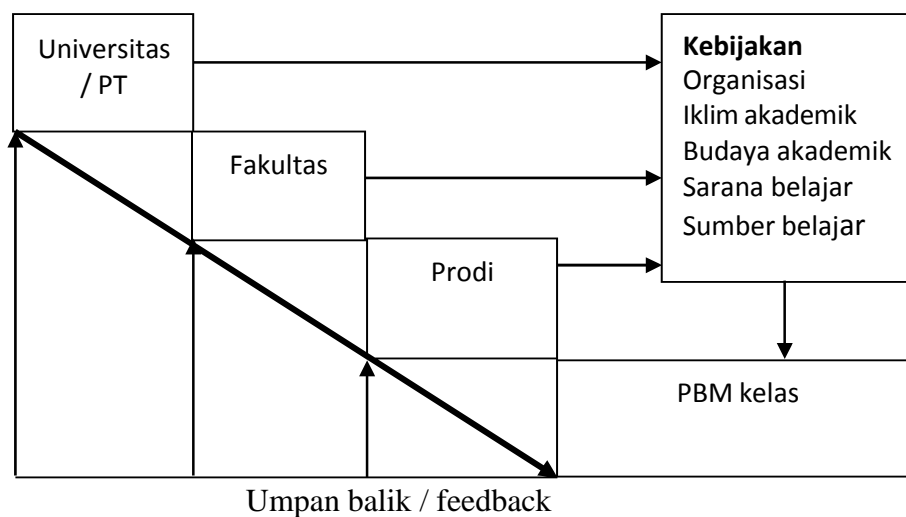 Universitas
/ PT
Fakultas
Prodi
Kebijakan
Organisasi
Iklim akademik
Budaya akademik
Sarana belajar
Sumber belajar
PBM kelas
Umpan balik / feedback